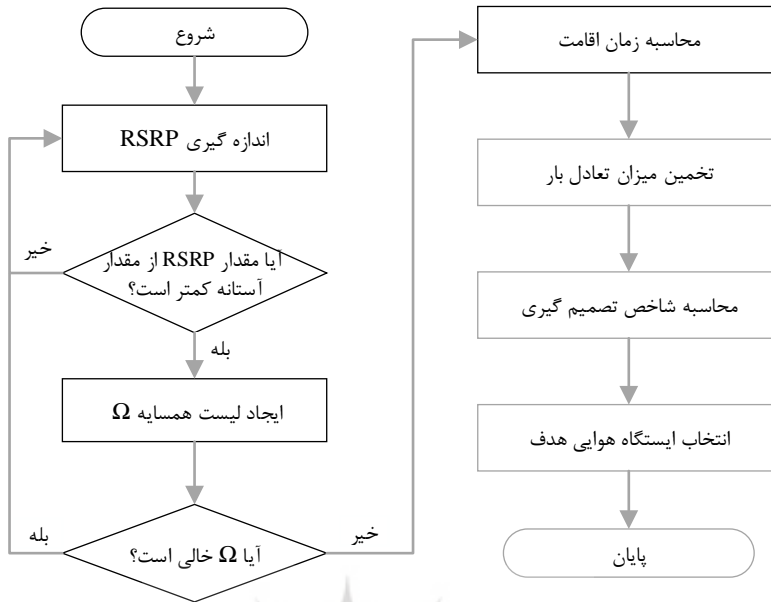 شروع
اندازه گیری RSRP
آیا مقدار RSRP از مقدار
آستانه کمتر است؟
خیر
بله
ایجاد لیست همسایه Ω
آیا Ω خالی است؟
بله
خیر
محاسبه زمان اقامت
تخمین میزان تعادل بار
محاسبه شاخص تصمیم گیری
انتخاب ایستگاه هوایی هدف
پایان